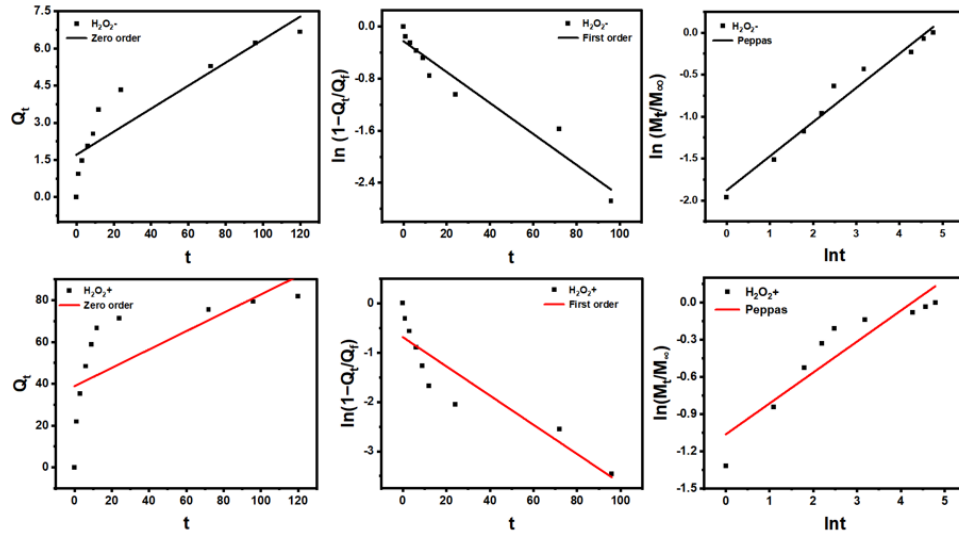 H₂O₂-
Zero order
Qt
7.5
6.0
4.5
3.0
1.5
0.0
0 20 40 60 80 100 120
t
H₂O₂-
First order
ln (1-Qt/Qf)
0.0
-0.8
-1.6
-2.4
0 20 40 60 80 100
t
H₂O₂-
Peppas
ln (Mt/M∞)
0.0
-0.5
-1.0
-1.5
-2.0
0 1 2 3 4 5
lnt
H₂O₂+
Zero order
Qt
80
60
40
20
0
0 20 40 60 80 100 120
t
H₂O₂+
First order
ln(1-Qt/Qf)
0
-1
-2
-3
0 20 40 60 80 100
t
H₂O₂+
Peppas
ln(Mt/M∞)
0.0
-0.3
-0.6
-0.9
-1.2
-1.5
0 1 2 3 4 5
lnt